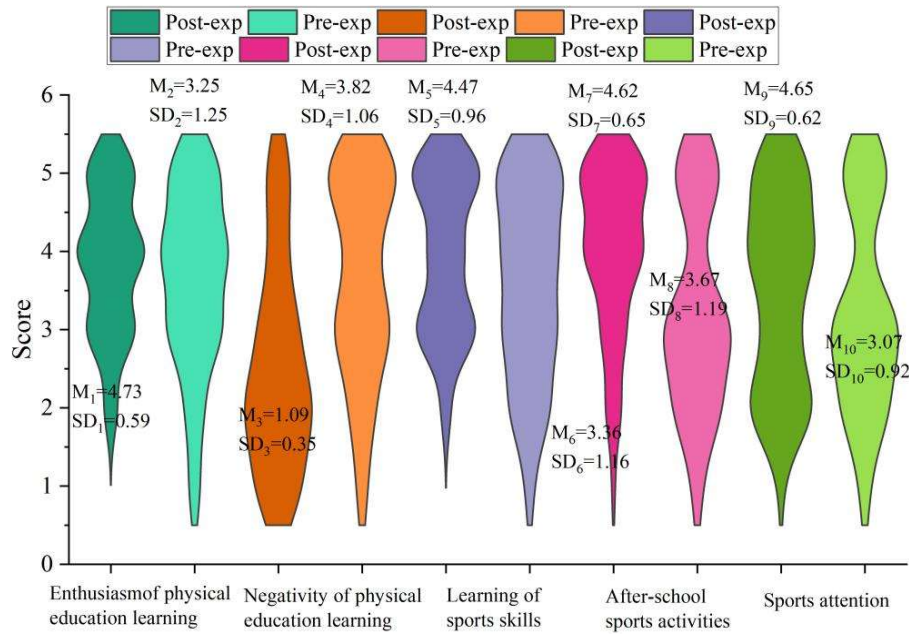 Post-exp Pre-exp Post-exp Pre-exp Post-exp
Pre-exp Post-exp Pre-exp Post-exp Pre-exp
M₂=3.25
SD₂=1.25
M₄=3.82
SD₄=1.06
M₅=4.47
SD₅=0.96
M₇=4.62
SD₇=0.65
M₉=4.65
SD₉=0.62
6
5
4
3
2
1
0
Score
M₈=3.67
SD₈=1.19
M₁₀=3.07
SD₁₀=0.92
M₁=4.73
SD₁=0.59
M₃=1.09
SD₃=0.35
M₆=3.36
SD₆=1.16
Enthusiasmof physical
education learning
Negativity of physical
education learning
Learning of
sports skills
After-school
sports activities
Sports attention